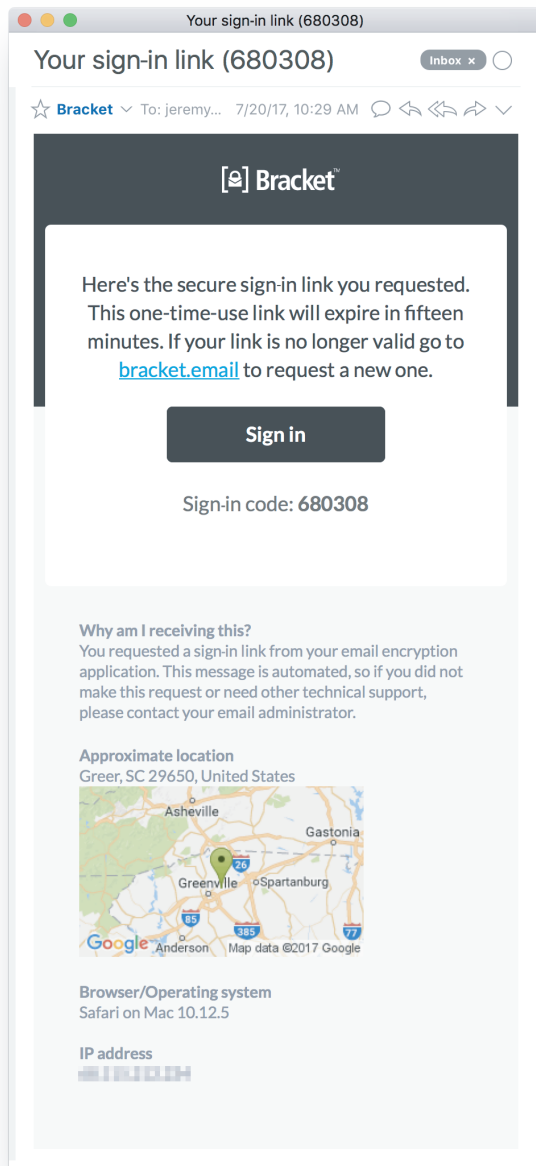 Your sign-in link (680308)
Your sign-in link (680308)
Inbox ×
Bracket To: jeremy... 7/20/17, 10:29 AM
[ ] Bracket™
Here's the secure sign-in link you requested.
This one-time-use link will expire in fifteen
minutes. If your link is no longer valid go to
bracket.email to request a new one.
Sign in
Sign-in code: 680308
Why am I receiving this?
You requested a sign-in link from your email encryption
application. This message is automated, so if you did not
make this request or need other technical support,
please contact your email administrator.
Approximate location
Greer, SC 29650, United States
Asheville
Gastonia
26
Greenville
Spartanburg
85
385
77
Google
Anderson
Map data ©2017 Google
Browser/Operating system
Safari on Mac 10.12.5
IP address